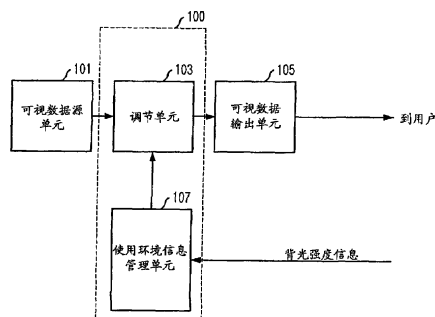 100
101
103
105
可视数据源
单元
调节单元
可视数据
输出单元
到用户
107
使用环境信息
管理单元
背光强度信息